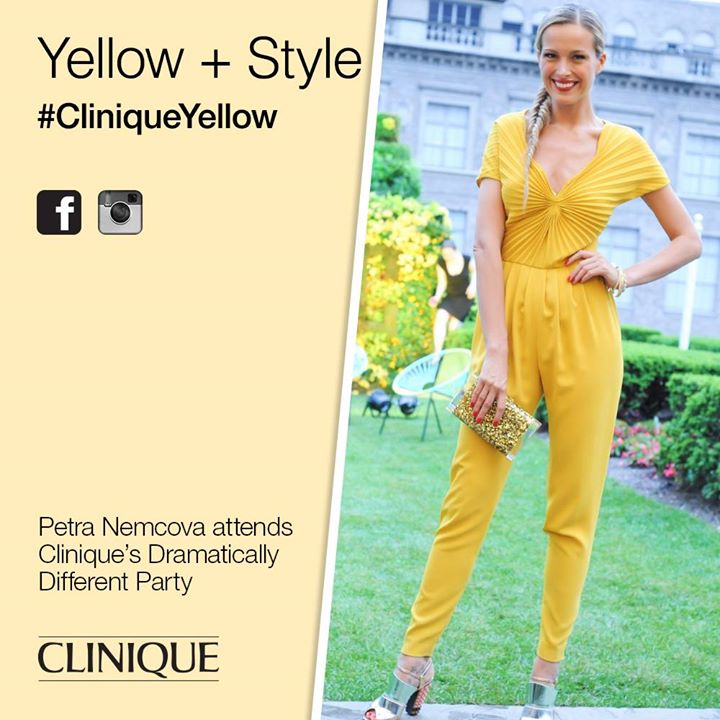 Yellow + Style
#CliniqueYellow
Petra Nemcova attends
Clinique's Dramatically
Different Party
CLINIQUE